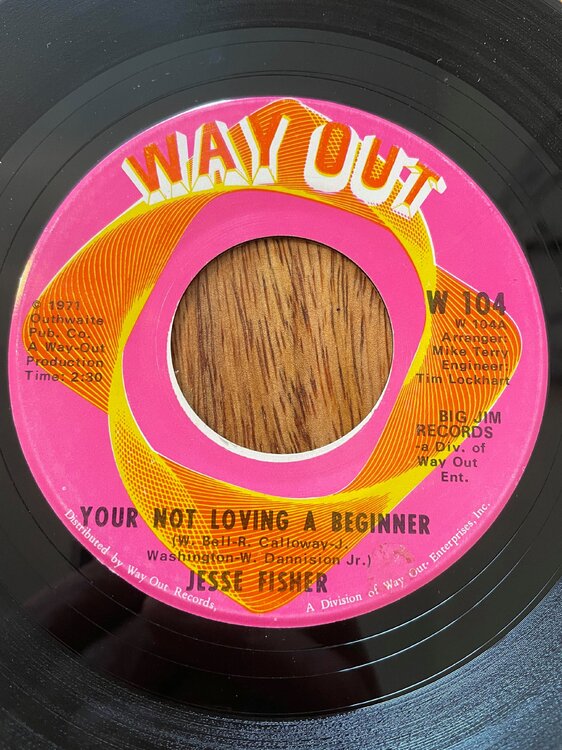 WAY OUT
© 1971
Outhwaite
Pub. Co.
A Way-Out
Production
Time: 2:30
W 104
W 104A
Arranger:
Mike Terry
Engineer:
Tim Lockhart
BIG JIM
RECORDS
-a Div. of
Way Out
Ent.
YOUR NOT LOVING A BEGINNER
(W. Bell-R. Calloway-J.
Washington-W. Dannision Jr.)
JESSE FISHER
Distributed by Way Out Records,
A Division of Way Out Enterprises, Inc.